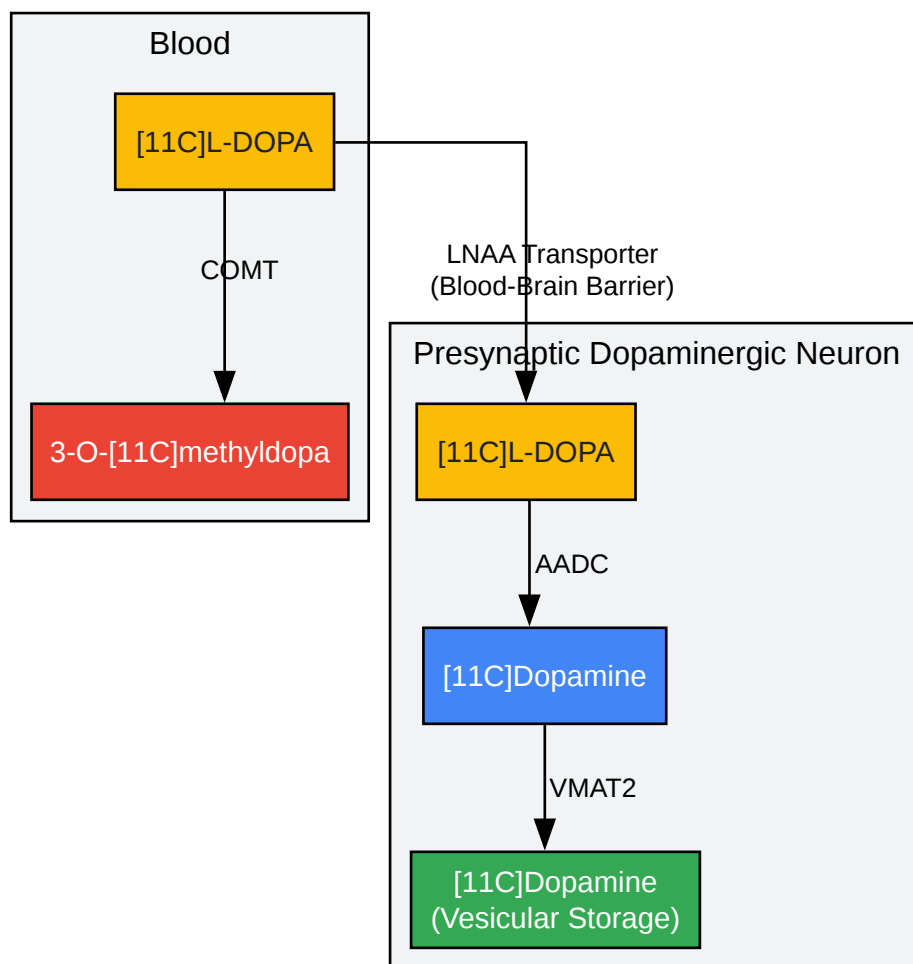 Blood
[11C]L-DOPA
COMT
LNAA Transporter
(Blood-Brain Barrier)
Presynaptic Dopaminergic Neuron
3-O-[11C]methyldopa
[11C]L-DOPA
AADC
[11C]Dopamine
VMAT2
[11C]Dopamine
(Vesicular Storage)